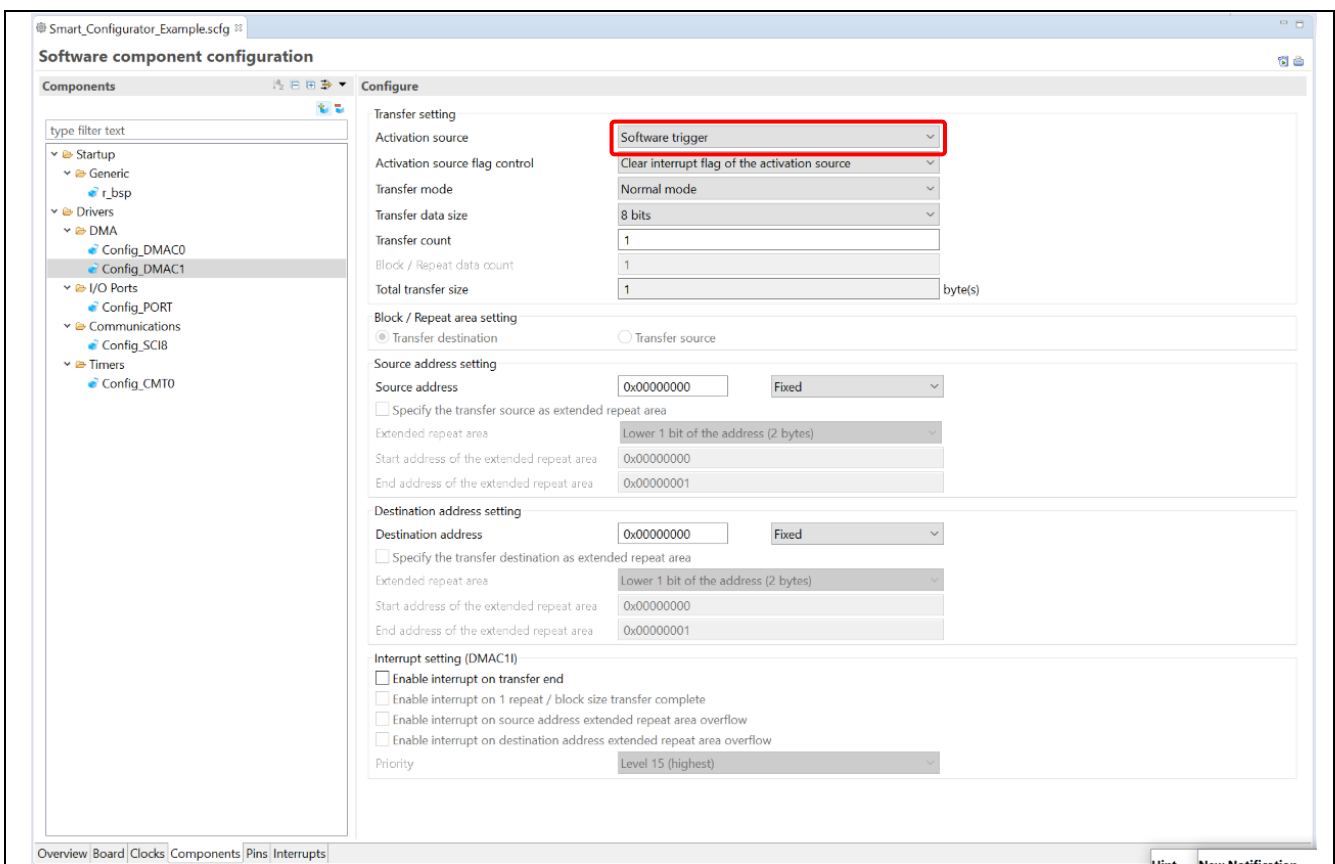 Smart_Configurator_Example.scfg
Software component configuration
Components
type filter text
Startup
Generic
r_bsp
Drivers
DMA
Config_DMAC0
Config_DMAC1
I/O Ports
Config_PORT
Communications
Config_SCI8
Timers
Config_CMT0
Configure
Transfer setting
Activation source Software trigger
Activation source flag control Clear interrupt flag of the activation source
Transfer mode Normal mode
Transfer data size 8 bits
Transfer count 1
Block / Repeat data count 1
Total transfer size 1 byte(s)
Block / Repeat area setting
Transfer destination Transfer source
Source address setting
Source address 0x00000000 Fixed
Specify the transfer source as extended repeat area
Extended repeat area Lower 1 bit of the address (2 bytes)
Start address of the extended repeat area 0x00000000
End address of the extended repeat area 0x00000001
Destination address setting
Destination address 0x00000000 Fixed
Specify the transfer destination as extended repeat area
Extended repeat area Lower 1 bit of the address (2 bytes)
Start address of the extended repeat area 0x00000000
End address of the extended repeat area 0x00000001
Interrupt setting (DMAC1I)
Enable interrupt on transfer end
Enable interrupt on 1 repeat / block size transfer complete
Enable interrupt on source address extended repeat area overflow
Enable interrupt on destination address extended repeat area overflow
Priority Level 15 (highest)
Overview Board Clocks Components Pins Interrupts